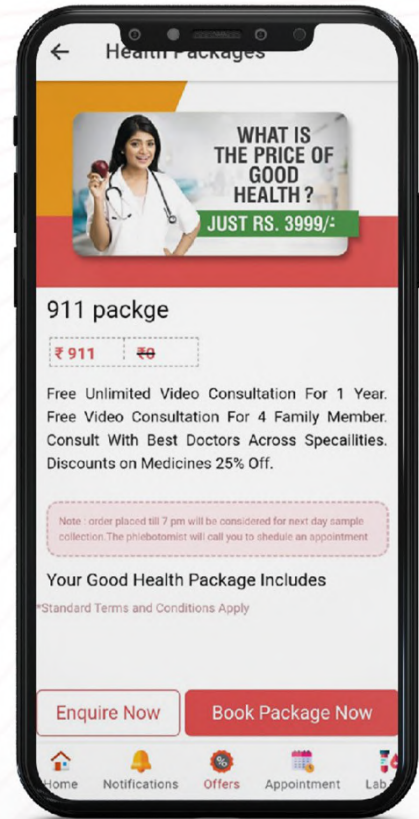 Health Packages
WHAT IS
THE PRICE OF
GOOD
HEALTH ?
JUST RS. 3999/-
911 packge
₹ 911 ₹0
Free Unlimited Video Consultation For 1 Year.
Free Video Consultation For 4 Family Member.
Consult With Best Doctors Across Specailities.
Discounts on Medicines 25% Off.
Note : order placed till 7 pm will be considered for next day sample
collection.The phlebotomist will call you to shedule an appointment
Your Good Health Package Includes
*Standard Terms and Conditions Apply
Enquire Now Book Package Now
Home Notifications Offers Appointment Lab